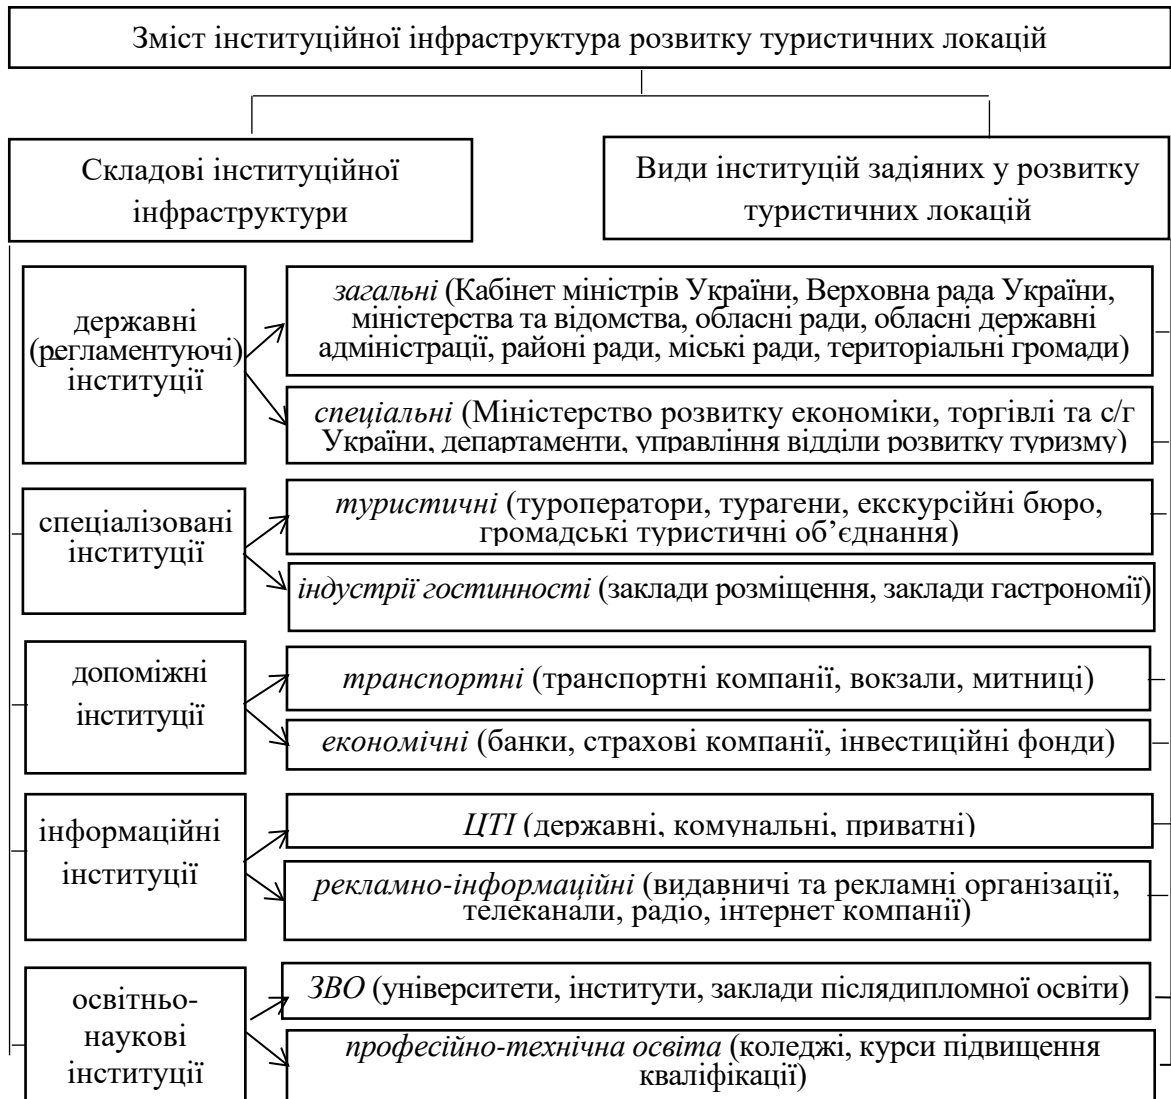 Зміст інституційної інфраструктура розвитку туристичних локацій
Складові інституційної
інфраструктури
Види інституцій задіяних у розвитку
туристичних локацій
державні
(регламентуючі)
інституції
загальні (Кабінет міністрів України, Верховна рада України,
міністерства та відомства, обласні ради, обласні державні
адміністрації, районі ради, міські ради, територіальні громади)
спеціальні (Міністерство розвитку економіки, торгівлі та с/г
України, департаменти, управління відділи розвитку туризму)
спеціалізовані
інституції
туристичні (туроператори, турагени, екскурсійні бюро,
громадські туристичні об’єднання)
індустрії гостинності (заклади розміщення, заклади гастрономії)
допоміжні
інституції
транспортні (транспортні компанії, вокзали, митниці)
економічні (банки, страхові компанії, інвестиційні фонди)
інформаційні
інституції
ЦТІ (державні, комунальні, приватні)
рекламно-інформаційні (видавничі та рекламні організації,
телеканали, радіо, інтернет компанії)
освітньо-
наукові
інституції
ЗВО (університети, інститути, заклади післядипломної освіти)
професійно-технічна освіта (коледжі, курси підвищення
кваліфікації)